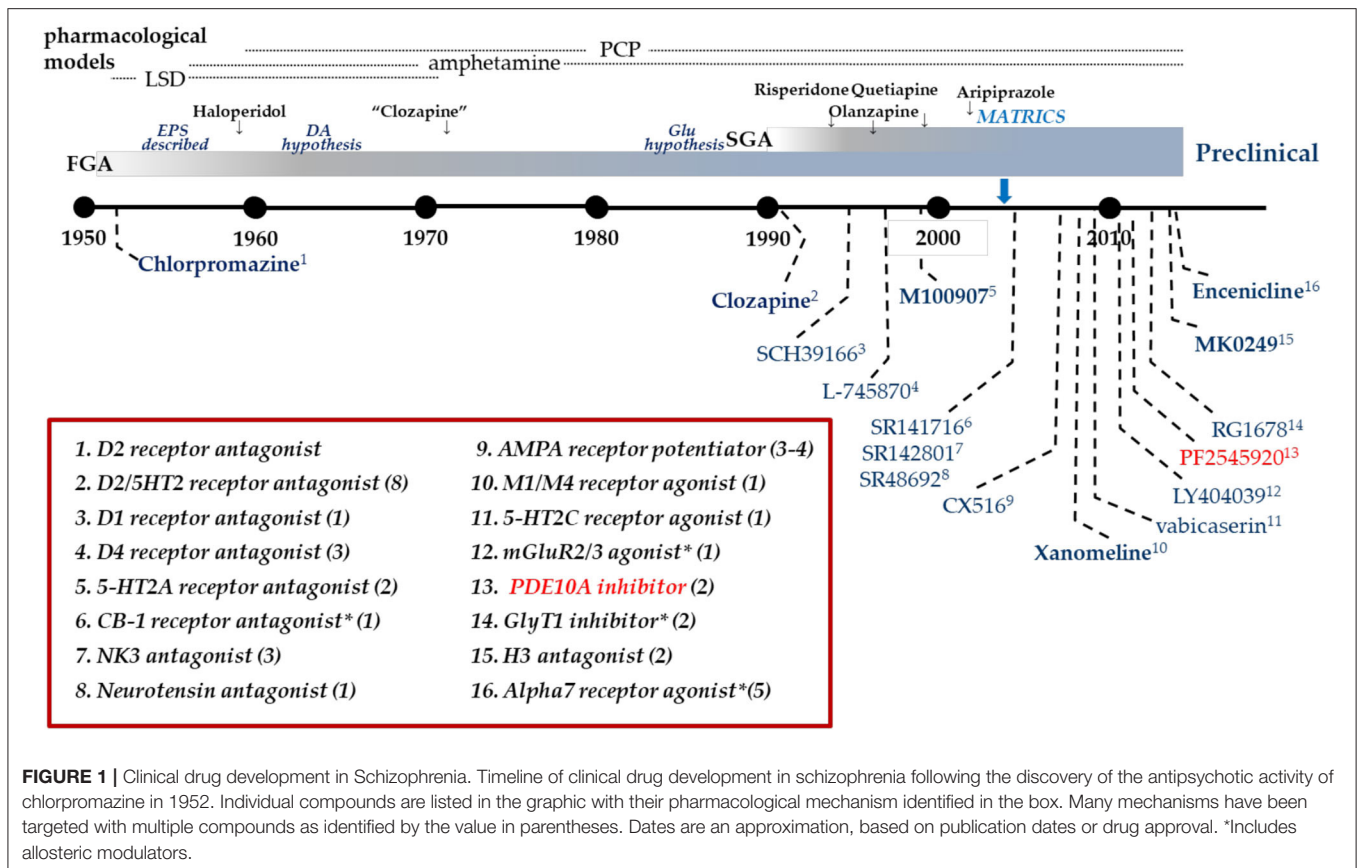 pharmacological
models
PCP
amphetamine
LSD
Risperidone Quetiapine
Olanzapine
Aripiprazole
MATRICS
Haloperidol
"Clozapine"
EPS
described
DA
hypothesis
Glu
hypothesis
SGA
FGA
Preclinical
1950
1960
1970
1980
1990
2000
2010
Chlorpromazine¹
Clozapine²
M100907⁵
Encenicline¹⁶
SCH39166³
MK0249¹⁵
L-745870⁴
SR141716⁶
SR142801⁷
SR48692⁸
RG1678¹⁴
PF2545920¹³
LY404039¹²
CX516⁹
vabicaserin¹¹
Xanomeline¹⁰
1. D2 receptor antagonist
2. D2/5HT2 receptor antagonist (8)
3. D1 receptor antagonist (1)
4. D4 receptor antagonist (3)
5. 5-HT2A receptor antagonist (2)
6. CB-1 receptor antagonist* (1)
7. NK3 antagonist (3)
8. Neurotensin antagonist (1)
9. AMPA receptor potentiator (3-4)
10. M1/M4 receptor agonist (1)
11. 5-HT2C receptor agonist (1)
12. mGluR2/3 agonist* (1)
13. PDE10A inhibitor (2)
14. GlyT1 inhibitor* (2)
15. H3 antagonist (2)
16. Alpha7 receptor agonist*(5)
FIGURE 1 | Clinical drug development in Schizophrenia. Timeline of clinical drug development in schizophrenia following the discovery of the antipsychotic activity of
chlorpromazine in 1952. Individual compounds are listed in the graphic with their pharmacological mechanism identified in the box. Many mechanisms have been
targeted with multiple compounds as identified by the value in parentheses. Dates are an approximation, based on publication dates or drug approval. *Includes
allosteric modulators.